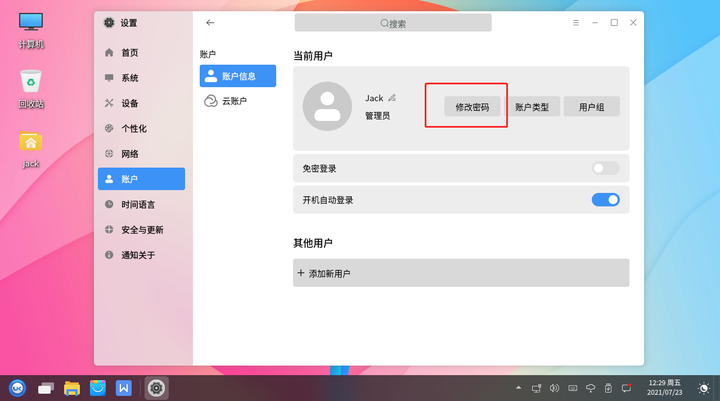 计算机
回收站
jack
设置
搜索
首页
系统
设备
个性化
网络
账户
时间语言
安全与更新
通知关于
账户
账户信息
云账户
当前用户
Jack
管理员
修改密码
账户类型
用户组
免密登录
开机自动登录
其他用户
+ 添加新用户
12:29 周五
2021/07/23